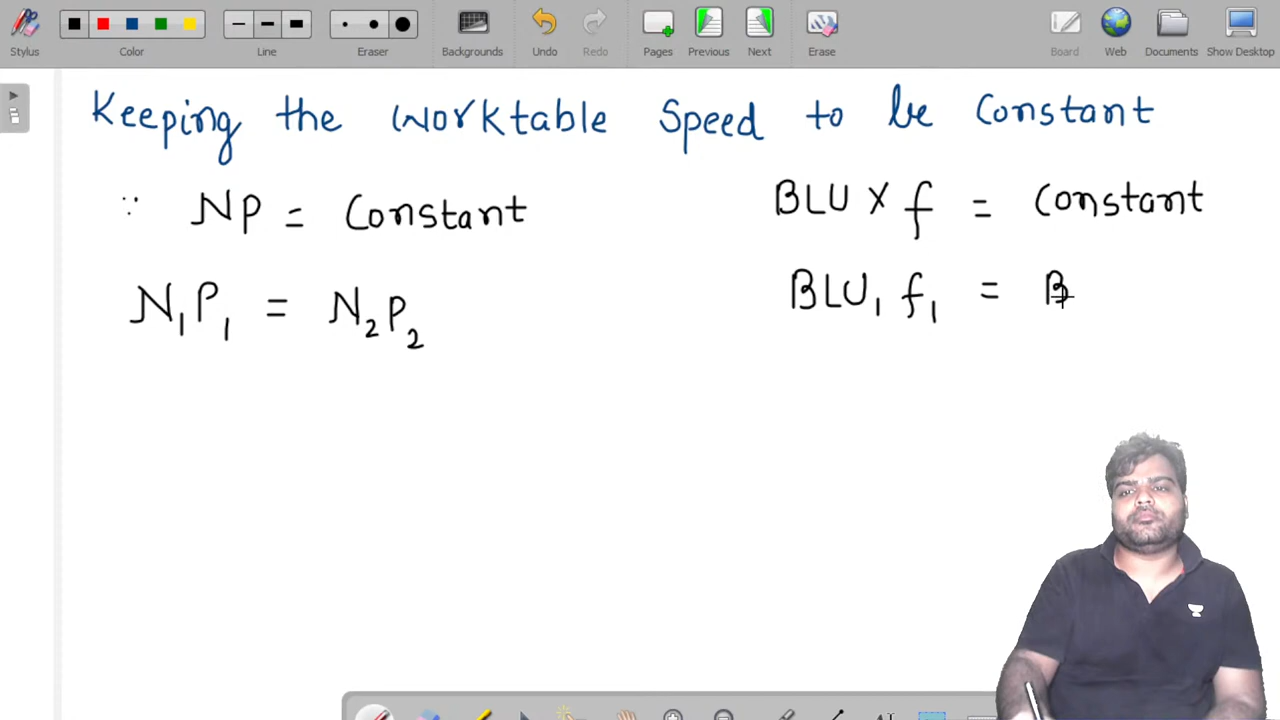 Stylus
Color
Line
Eraser
Backgrounds
Undo
Redo
Pages
Previous
Next
Erase
Board
Web
Documents
Show Desktop
Keeping the worktable Speed to be Constant
∵ NP = Constant
BLU X f = Constant
N₁P₁ = N₂P₂
BLU₁ f₁ = B